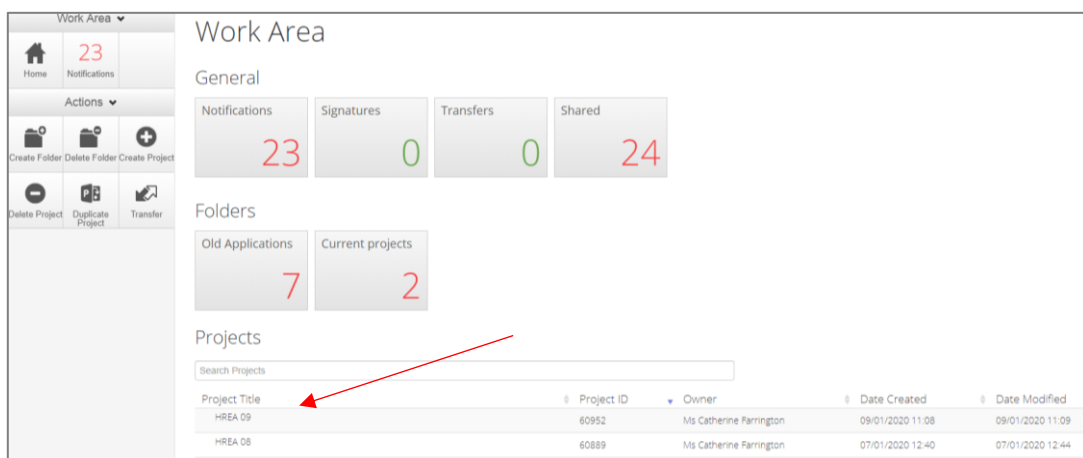 Work Area
Home
23
Notifications
Actions
Create Folder
Delete Folder
Create Project
Delete Project
Duplicate
Project
Transfer
Work Area
General
Notifications
23
Signatures
0
Transfers
0
Shared
24
Folders
Old Applications
7
Current projects
2
Projects
Search Projects
Project Title Project ID Owner Date Created Date Modified
HREA 09 60952 Ms Catherine Farrington 09/01/2020 11:08 09/01/2020 11:09
HREA 08 60889 Ms Catherine Farrington 07/01/2020 12:40 07/01/2020 12:44